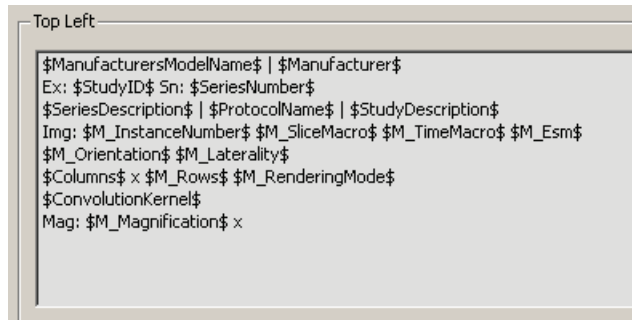 Top Left
$ManufacturersModelName$ | $Manufacturer$
Ex: $StudyID$ Sn: $SeriesNumber$
$SeriesDescription$ | $ProtocolName$ | $StudyDescription$
Img: $M_InstanceNumber$ $M_SliceMacro$ $M_TimeMacro$ $M_Esm$
$M_Orientation$ $M_Laterality$
$Columns$ x $M_Rows$ $M_RenderingMode$
$ConvolutionKernel$
Mag: $M_Magnification$ x